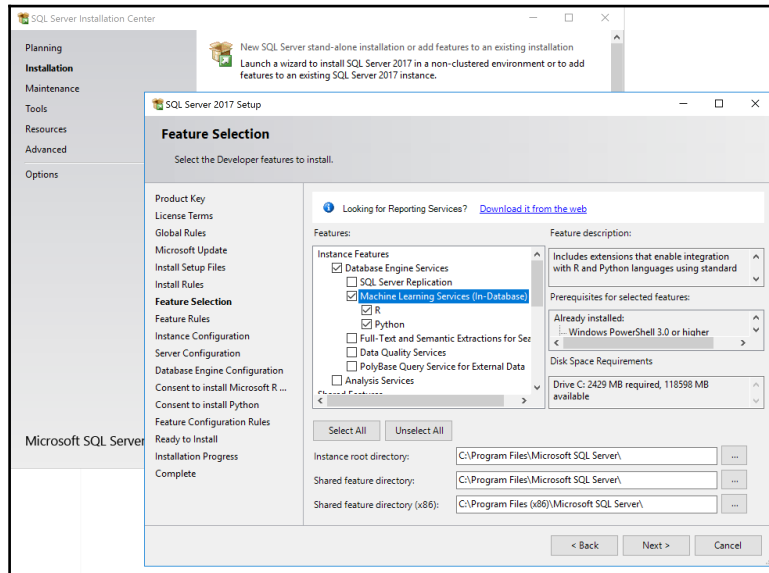 SQL Server Installation Center
Planning
Installation
Maintenance
Tools
Resources
Advanced
Options
Microsoft SQL Server
New SQL Server stand-alone installation or add features to an existing installation
Launch a wizard to install SQL Server 2017 in a non-clustered environment or to add
features to an existing SQL Server 2017 instance.
SQL Server 2017 Setup
Feature Selection
Select the Developer features to install.
Product Key
License Terms
Global Rules
Microsoft Update
Install Setup Files
Install Rules
Feature Selection
Feature Rules
Instance Configuration
Server Configuration
Database Engine Configuration
Consent to install Microsoft R ...
Consent to install Python
Feature Configuration Rules
Ready to Install
Installation Progress
Complete
Looking for Reporting Services? Download it from the web
Features:
Instance Features
Database Engine Services
SQL Server Replication
Machine Learning Services (In-Database)
R
Python
Full-Text and Semantic Extractions for Sea
Data Quality Services
PolyBase Query Service for External Data
Analysis Services
Shared Features
Feature description:
Includes extensions that enable integration
with R and Python languages using standard
Prerequisites for selected features:
Already installed:
Windows PowerShell 3.0 or higher
Disk Space Requirements
Drive C: 2429 MB required, 118598 MB
available
Select All
Unselect All
Instance root directory: C:\Program Files\Microsoft SQL Server\ ...
Shared feature directory: C:\Program Files\Microsoft SQL Server\ ...
Shared feature directory (x86): C:\Program Files (x86)\Microsoft SQL Server\ ...
< Back
Next >
Cancel